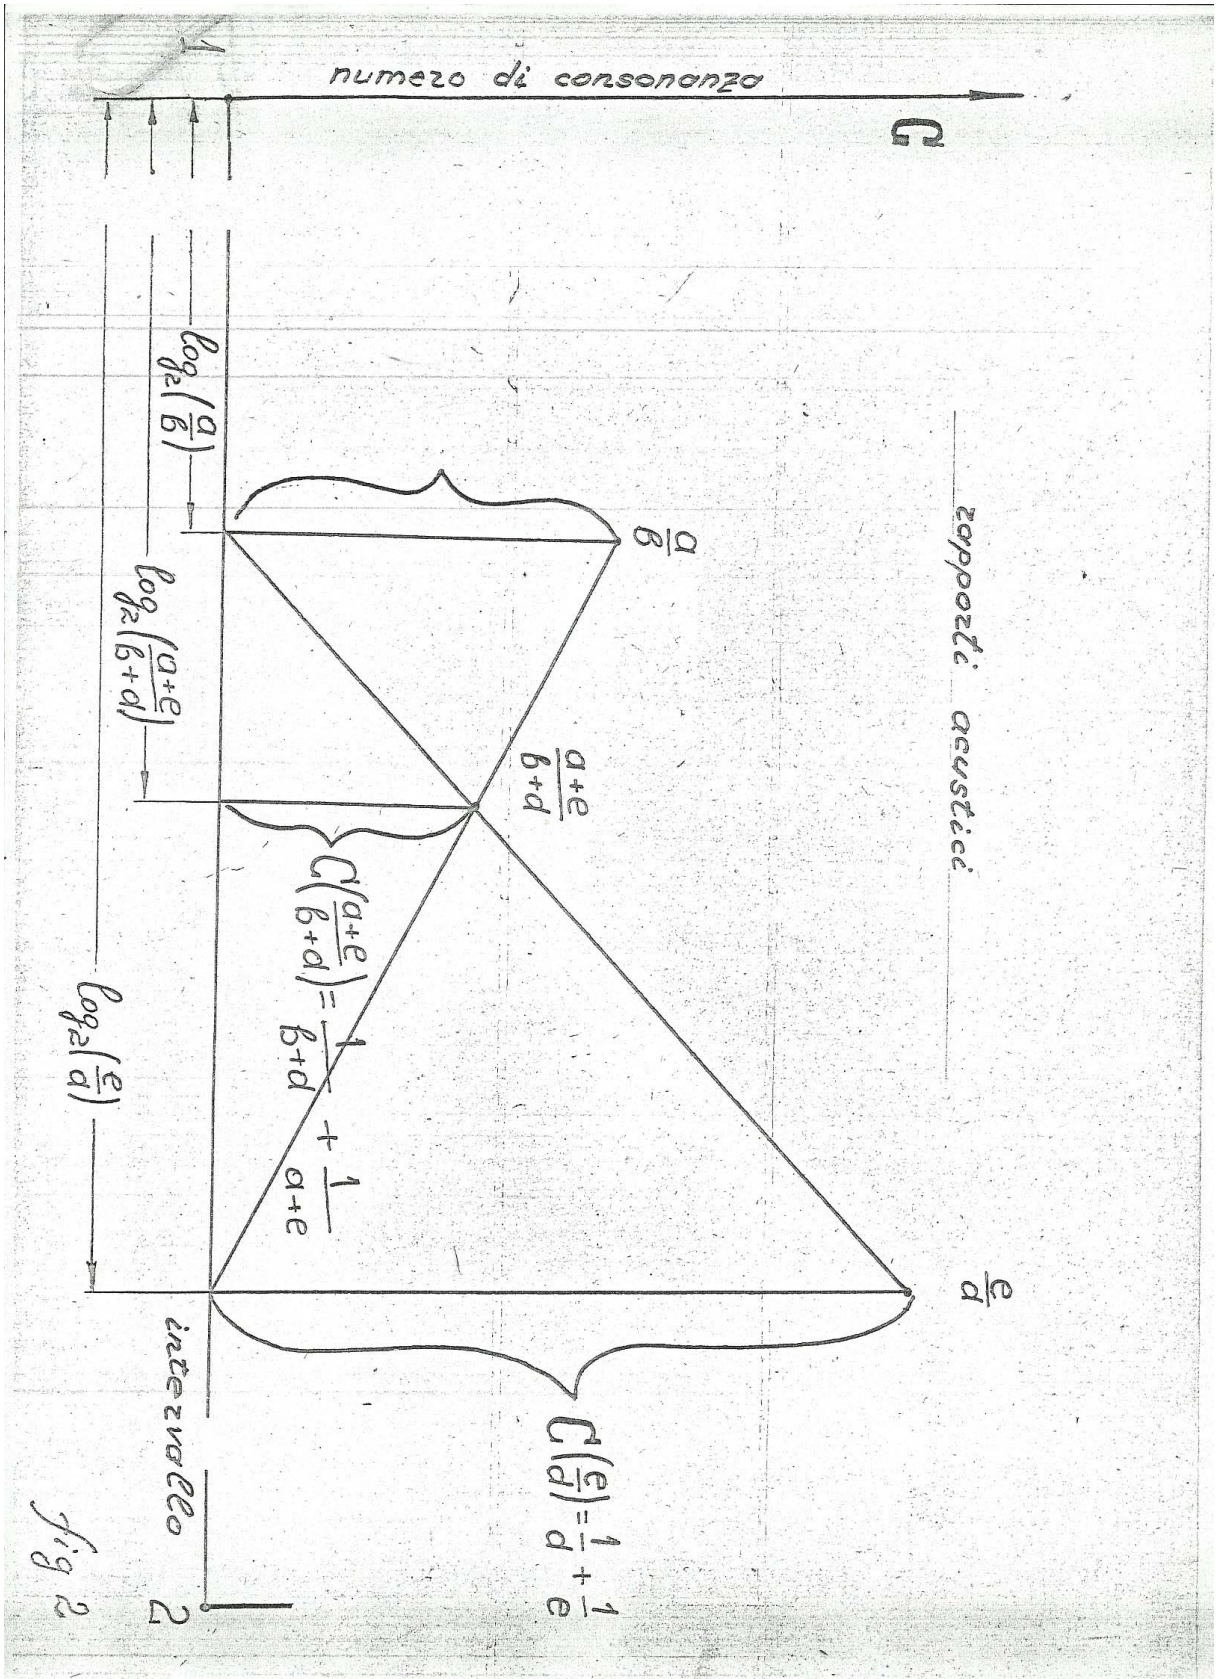 numero di consonanza
C
1
rapporti acustici
a/b
(a+e)/(b+d)
e/d
C((a+e)/(b+d)) = 1/(b+d) + 1/(a+e)
C(e/d) = 1/d + 1/e
log₂(a/b)
log₂((a+e)/(b+d))
log₂(e/d)
intervallo
2
fig 2